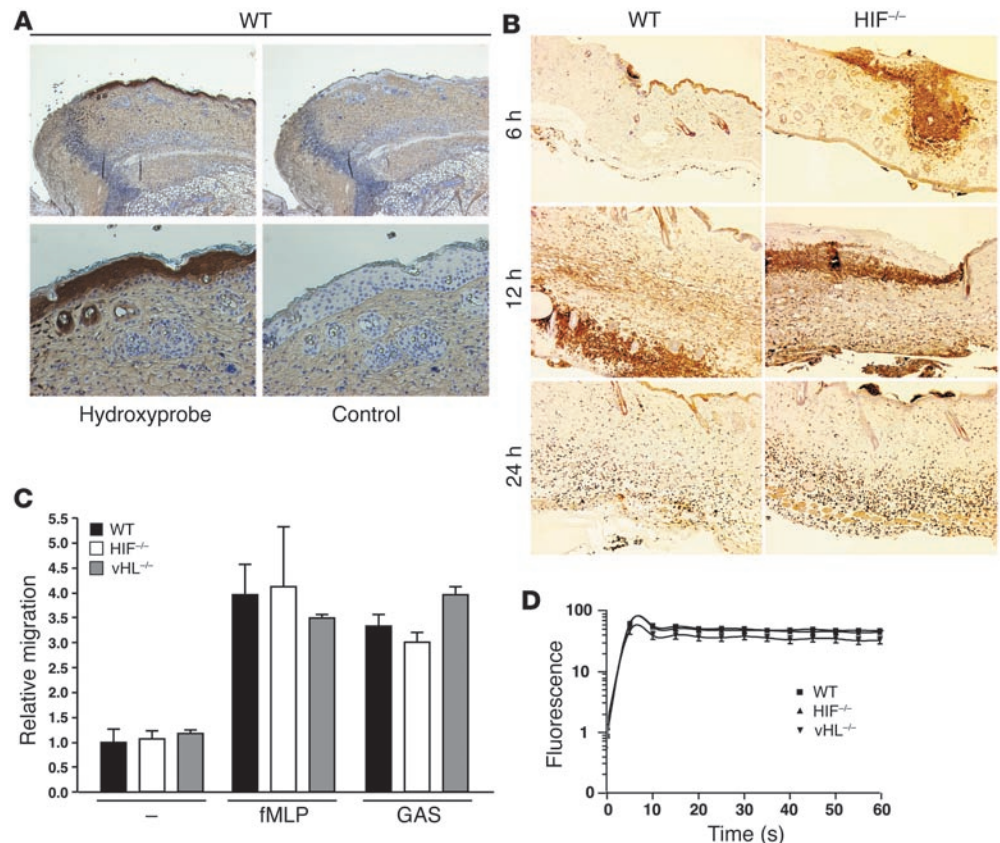 A
WT
Hydroxyprobe
Control
B
WT
HIF–/–
6 h
12 h
24 h
C
Relative migration
5.5
5.0
4.5
4.0
3.5
3.0
2.5
2.0
1.5
1.0
0.5
0.0
WT
HIF–/–
vHL–/–
–
fMLP
GAS
D
Fluorescence
100
10
1
0
WT
HIF–/–
vHL–/–
0 10 20 30 40 50 60
Time (s)